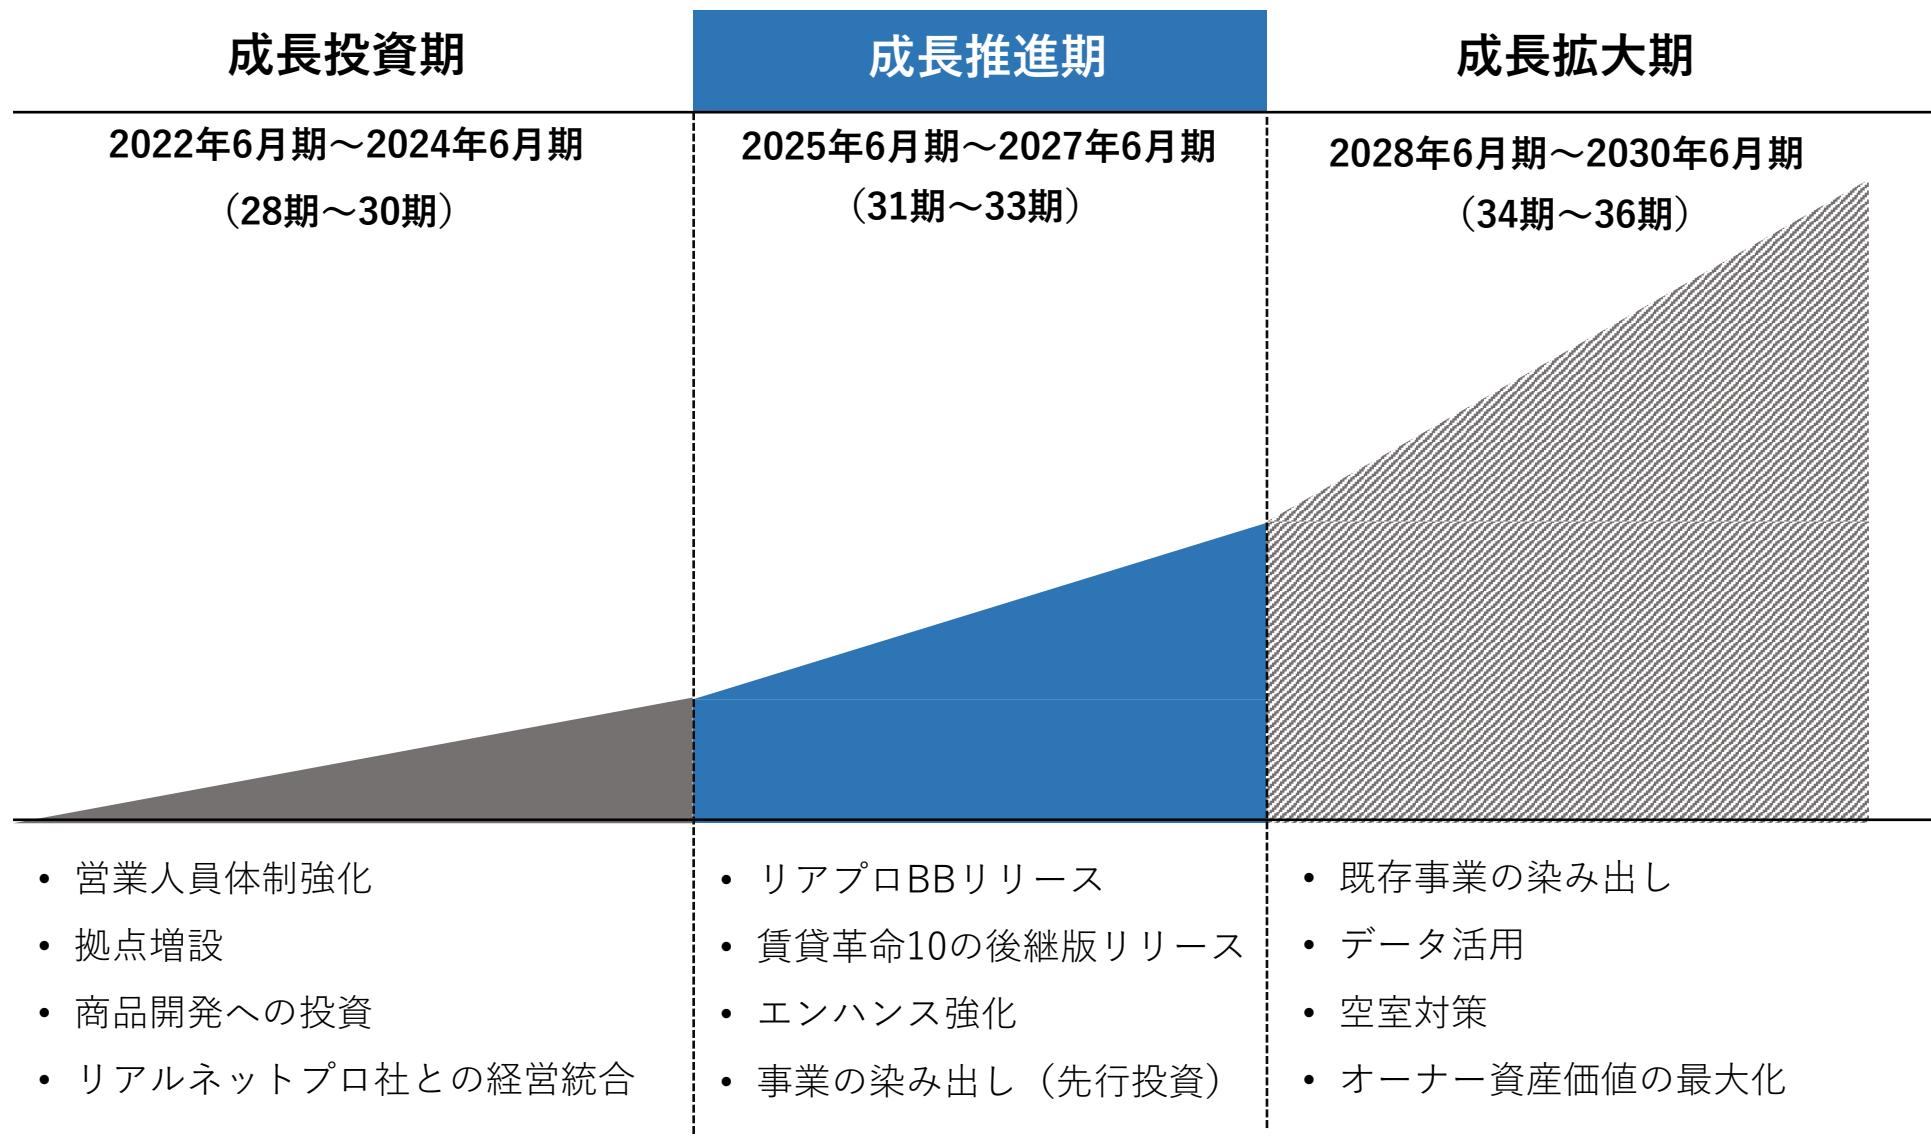 成長投資期
2022年6月期～2024年6月期
（28期～30期）
• 営業人員体制強化
• 拠点増設
• 商品開発への投資
• リアルネットプロ社との経営統合
成長推進期
2025年6月期～2027年6月期
（31期～33期）
• リアプロBBリリース
• 賃貸革命10の後継版リリース
• エンハンス強化
• 事業の染み出し（先行投資）
成長拡大期
2028年6月期～2030年6月期
（34期～36期）
• 既存事業の染み出し
• データ活用
• 空室対策
• オーナー資産価値の最大化